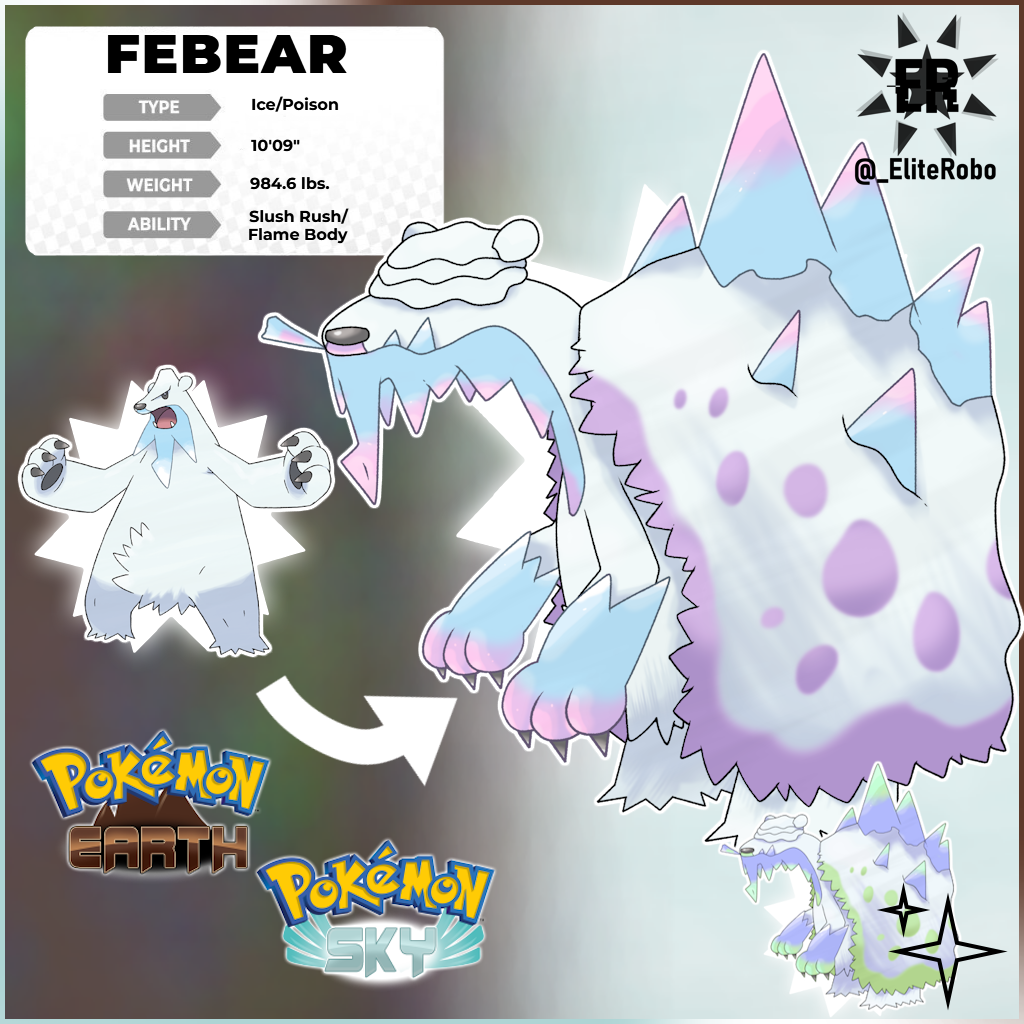 FEBEAR
TYPE Ice/Poison
HEIGHT 10'09"
WEIGHT 984.6 lbs.
ABILITY Slush Rush/
Flame Body
ER
@_EliteRobo
POKéMON
EARTH
POKéMON
SKY